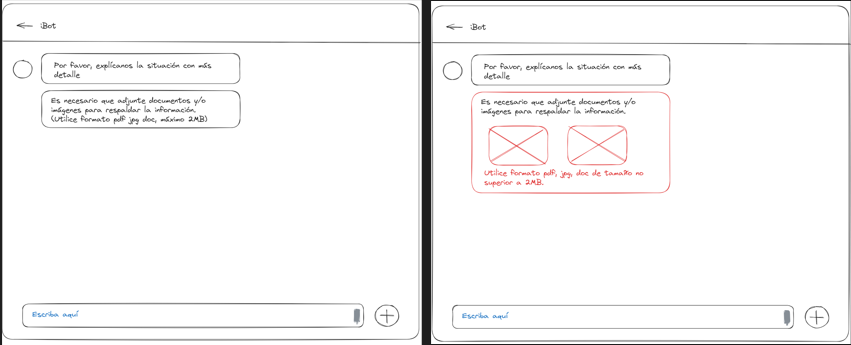 Bot
Por favor, explícanos la situación con más
detalle
Es necesario que adjunte documentos y/o
imágenes para respaldar la información.
(Utilice formato pdf jpg doc, máximo 2MB)
Escriba aquí
Bot
Por favor, explícanos la situación con más
detalle
Es necesario que adjunte documentos y/o
imágenes para respaldar la información.
Utilice formato pdf, jpg, doc de tamaño no
superior a 2MB.
Escriba aquí